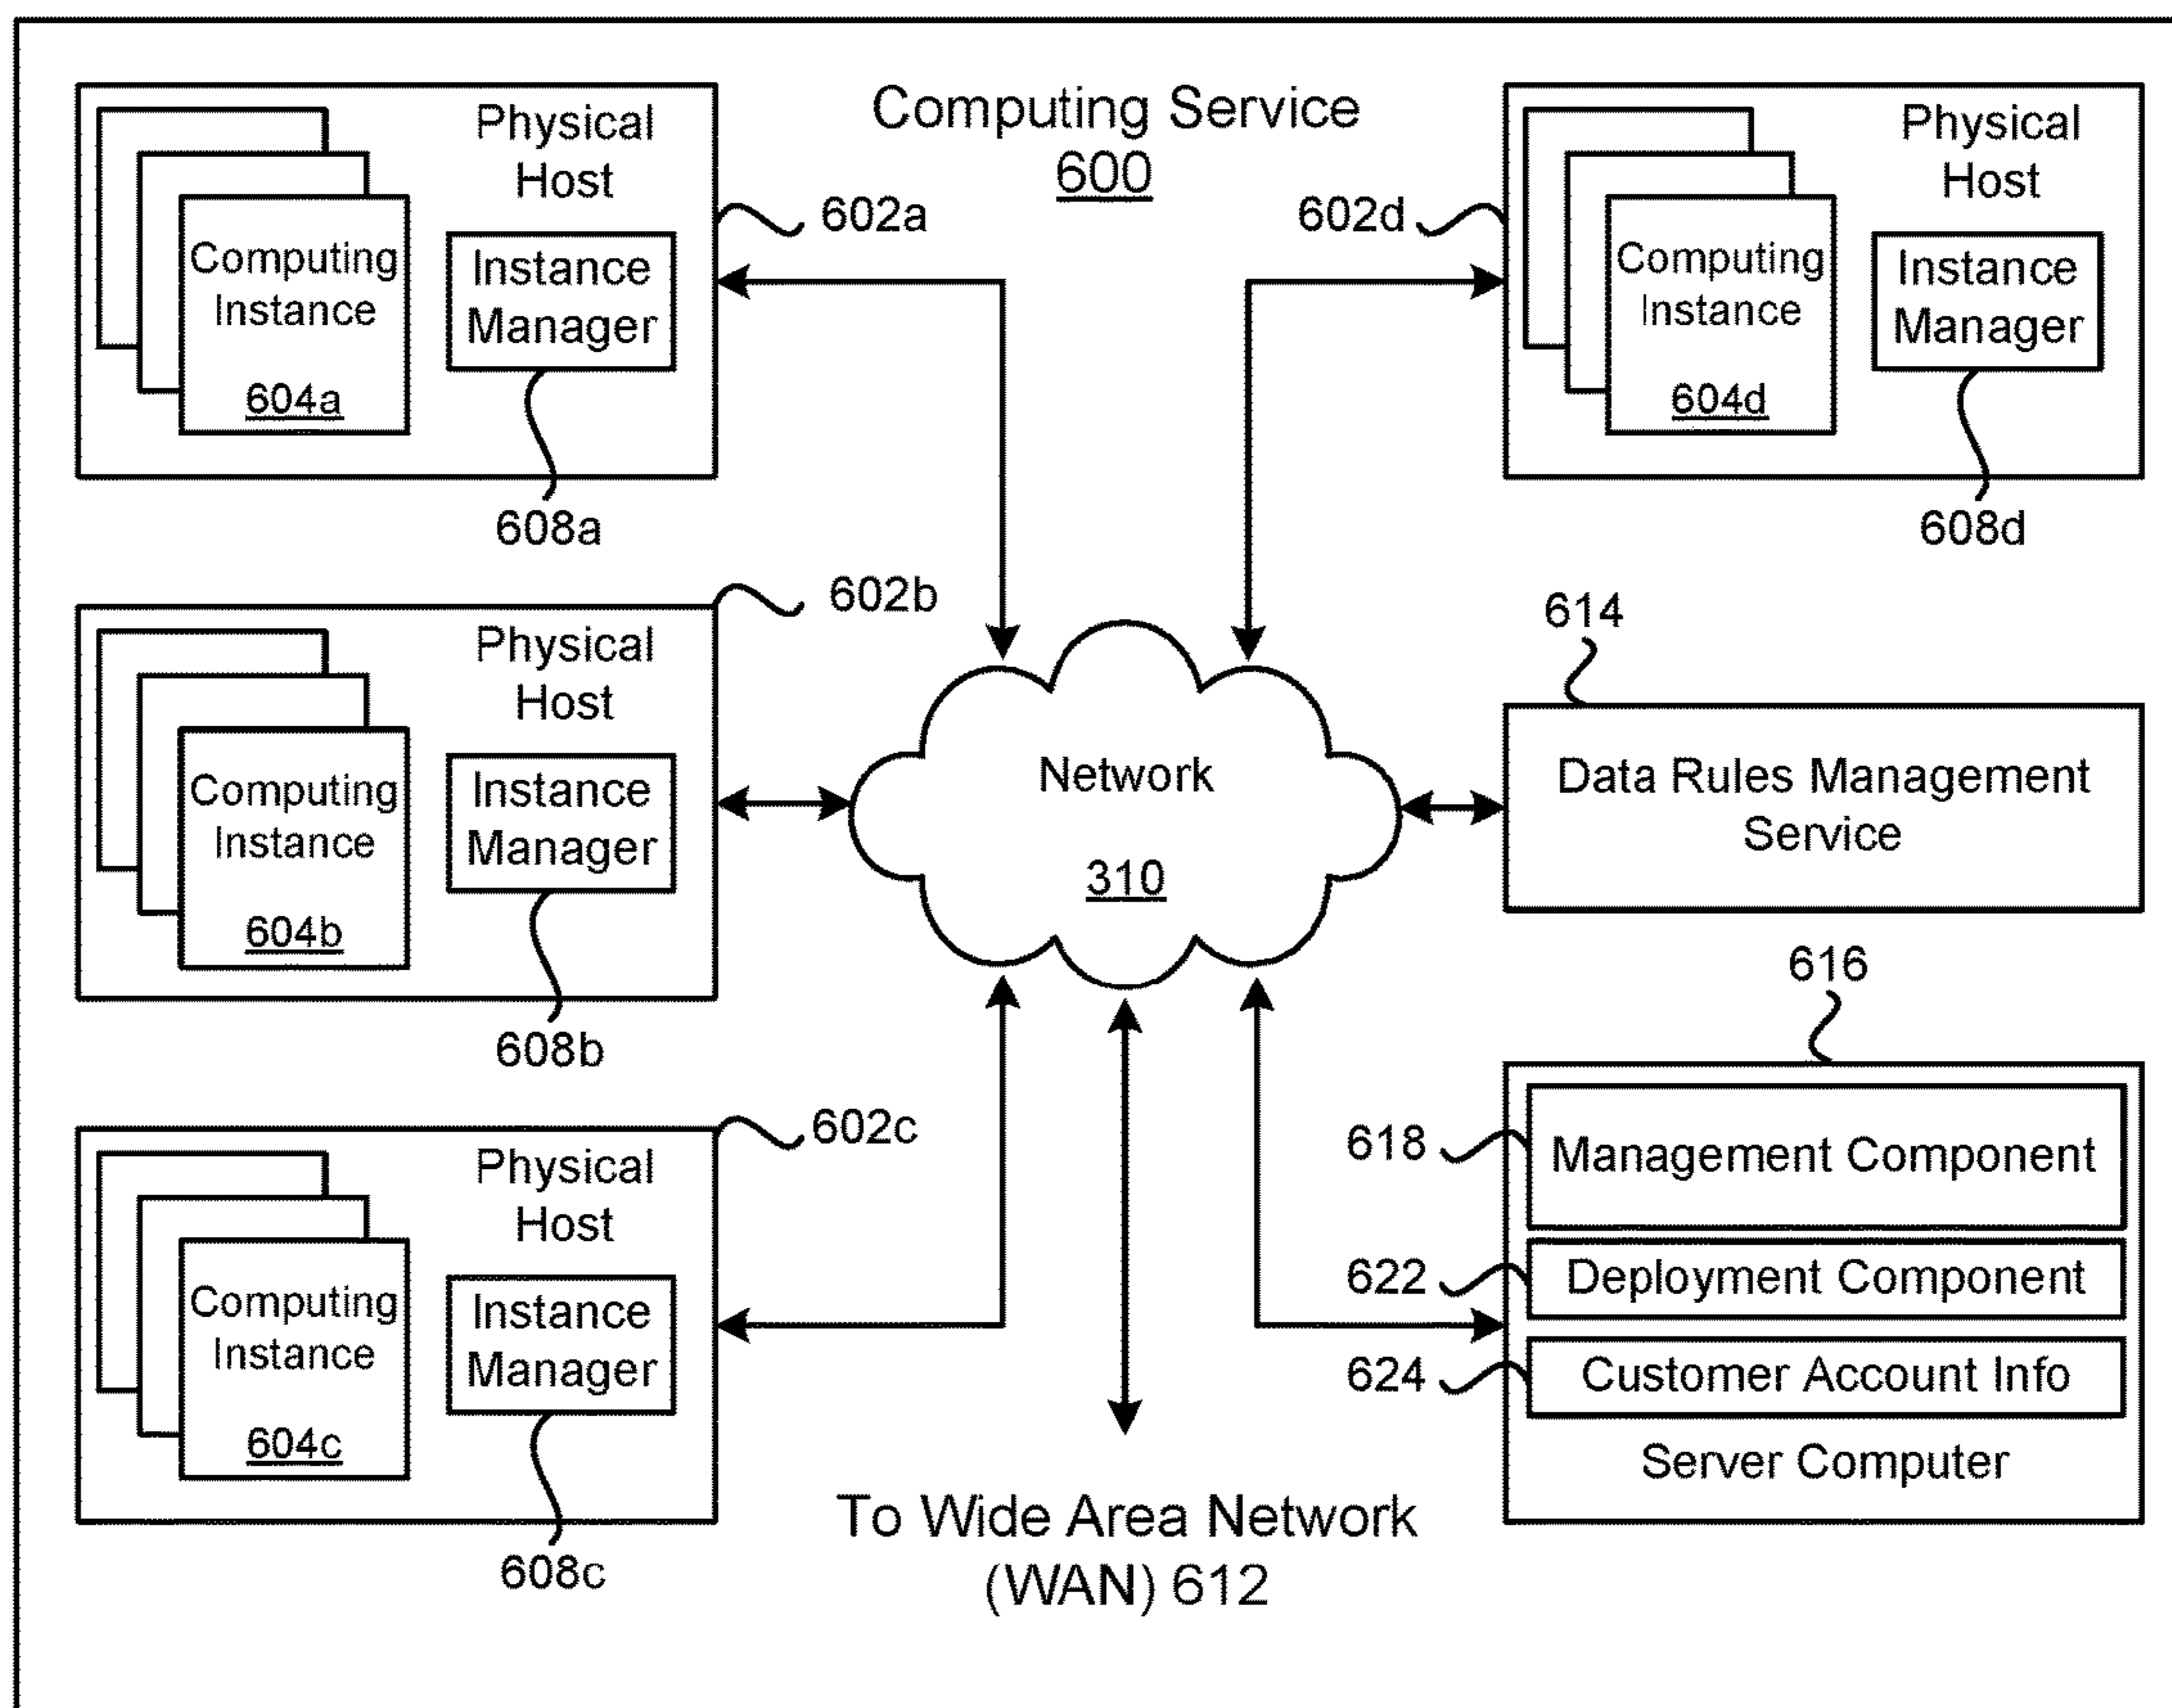 Computing Service
600
Physical
Host
602a
Computing
Instance
604a
Instance
Manager
608a
Physical
Host
602d
Computing
Instance
604d
Instance
Manager
608d
Physical
Host
602b
Computing
Instance
604b
Instance
Manager
608b
Network
310
614
Data Rules Management
Service
Physical
Host
602c
Computing
Instance
604c
Instance
Manager
608c
616
618
Management Component
622
Deployment Component
624
Customer Account Info
Server Computer
To Wide Area Network
(WAN) 612